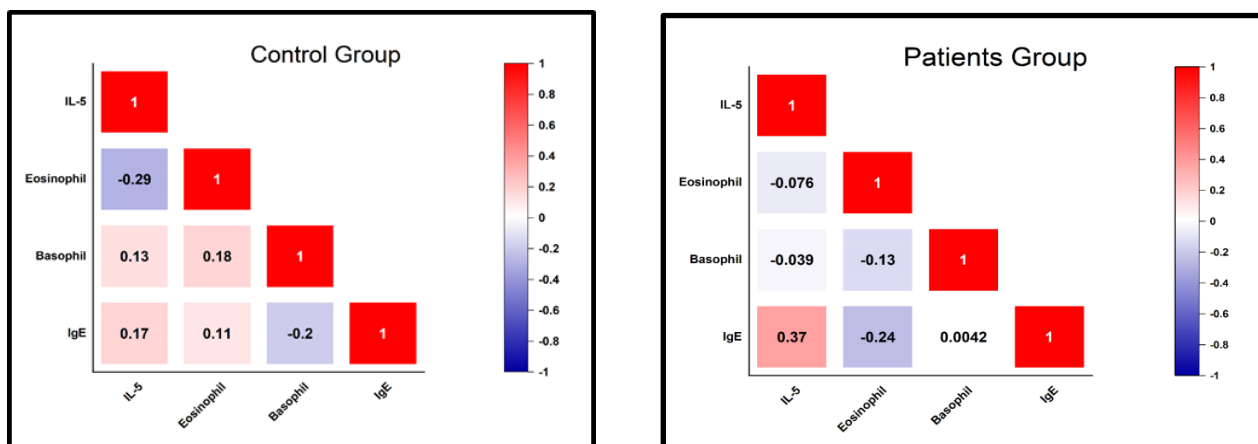 Control Group
IL-5
1
Eosinophil
-0.29
1
Basophil
0.13
0.18
1
IgE
0.17
0.11
-0.2
1
IL-5
Eosinophil
Basophil
IgE
1
0.8
0.6
0.4
0.2
0
-0.2
-0.4
-0.6
-0.8
-1
Patients Group
IL-5
1
Eosinophil
-0.076
1
Basophil
-0.039
-0.13
1
IgE
0.37
-0.24
0.0042
1
IL-5
Eosinophil
Basophil
IgE
1
0.8
0.6
0.4
0.2
0
-0.2
-0.4
-0.6
-0.8
-1